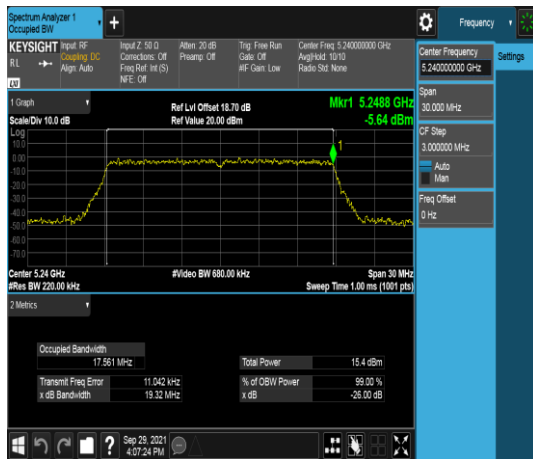 Spectrum Analyzer 1
Occupied BW
+
Frequency
KEYSIGHT Input: RF
RL Coupling: DC
Align: Auto
LXI
Input Z: 50 Ω
Corrections: Off
Freq Ref: Int (S)
NFE: Off
Atten: 20 dB
Preamp: Off
Trig: Free Run
Gate: Off
#IF Gain: Low
Center Freq: 5.240000000 GHz
Avg|Hold: 10/10
Radio Std: None
Center Frequency
5.240000000 GHz
Settings
Span
30.000 MHz
CF Step
3.000000 MHz
Auto
Man
Freq Offset
0 Hz
1 Graph
Scale/Div 10.0 dB
Ref Lvl Offset 18.70 dB
Ref Value 20.00 dBm
Mkr1 5.2488 GHz
-5.64 dBm
Log
10.0
0.00
-10.0
-20.0
-30.0
-40.0
-50.0
-60.0
-70.0
1
Center 5.24 GHz
#Res BW 220.00 kHz
#Video BW 680.00 kHz
Span 30 MHz
Sweep Time 1.00 ms (1001 pts)
2 Metrics
Occupied Bandwidth
17.561 MHz
Total Power 15.4 dBm
Transmit Freq Error 11.042 kHz
% of OBW Power 99.00 %
x dB Bandwidth 19.32 MHz
x dB -26.00 dB
?
Sep 29, 2021
4:07:24 PM